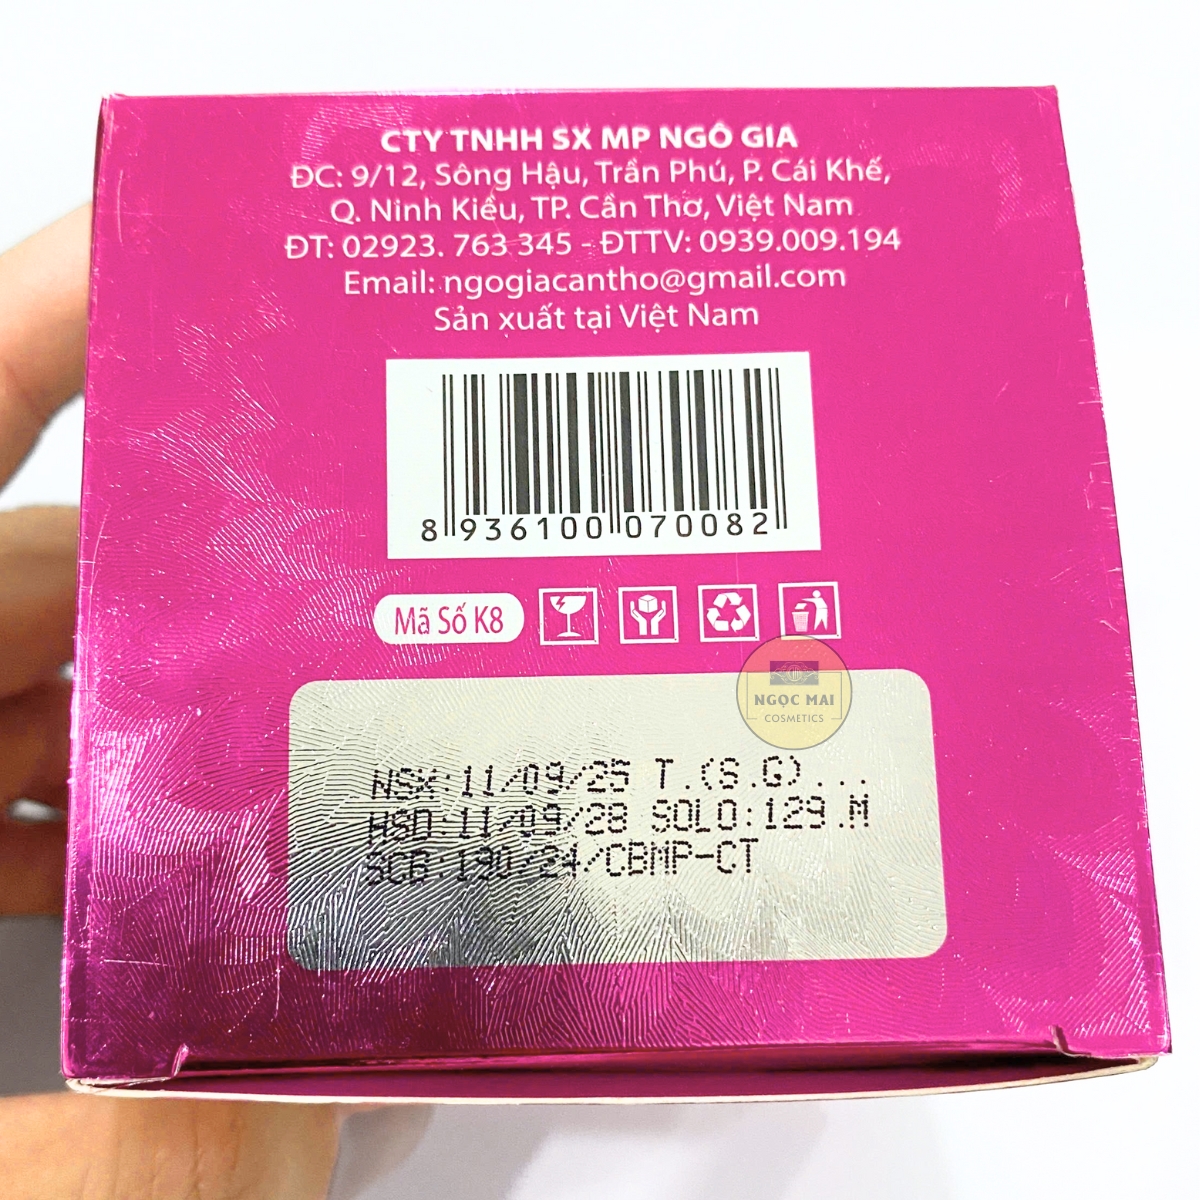 CTY TNHH SX MP NGÔ GIA
ĐC: 9/12, Sông Hậu, Trần Phú, P. Cái Khế,
Q. Ninh Kiều, TP. Cần Thơ, Việt Nam
ĐT: 02923. 763 345 - ĐTTV: 0939.009.194
Email: ngogiacantho@gmail.com
Sản xuất tại Việt Nam
8 936100 070082
Mã Số K8
NGỌC MAI
COSMETICS
NSX:11/09/25 T.(S.G)...
HSD:11/09/28 SOLO:129.M
SCB:190/24/CBMP-CT